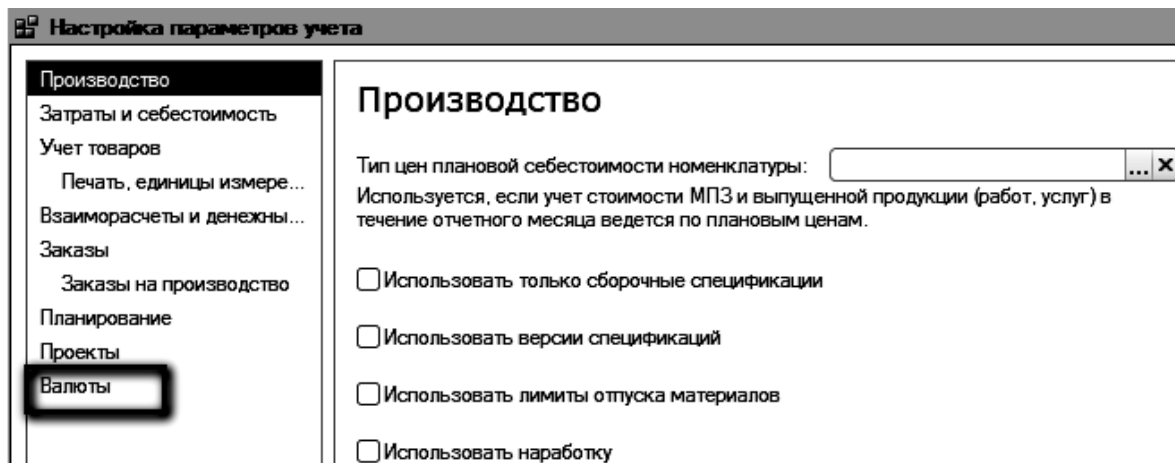 Настройка параметров учета
Производство
Затраты и себестоимость
Учет товаров
Печать, единицы измере...
Взаиморасчеты и денежны...
Заказы
Заказы на производство
Планирование
Проекты
Валюты
Производство
Тип цен плановой себестоимости номенклатуры: ... ×
Используется, если учет стоимости МПЗ и выпущенной продукции (работ, услуг) в
течение отчетного месяца ведется по плановым ценам.
Использовать только сборочные спецификации
Использовать версии спецификаций
Использовать лимиты отпуска материалов
Использовать наработку